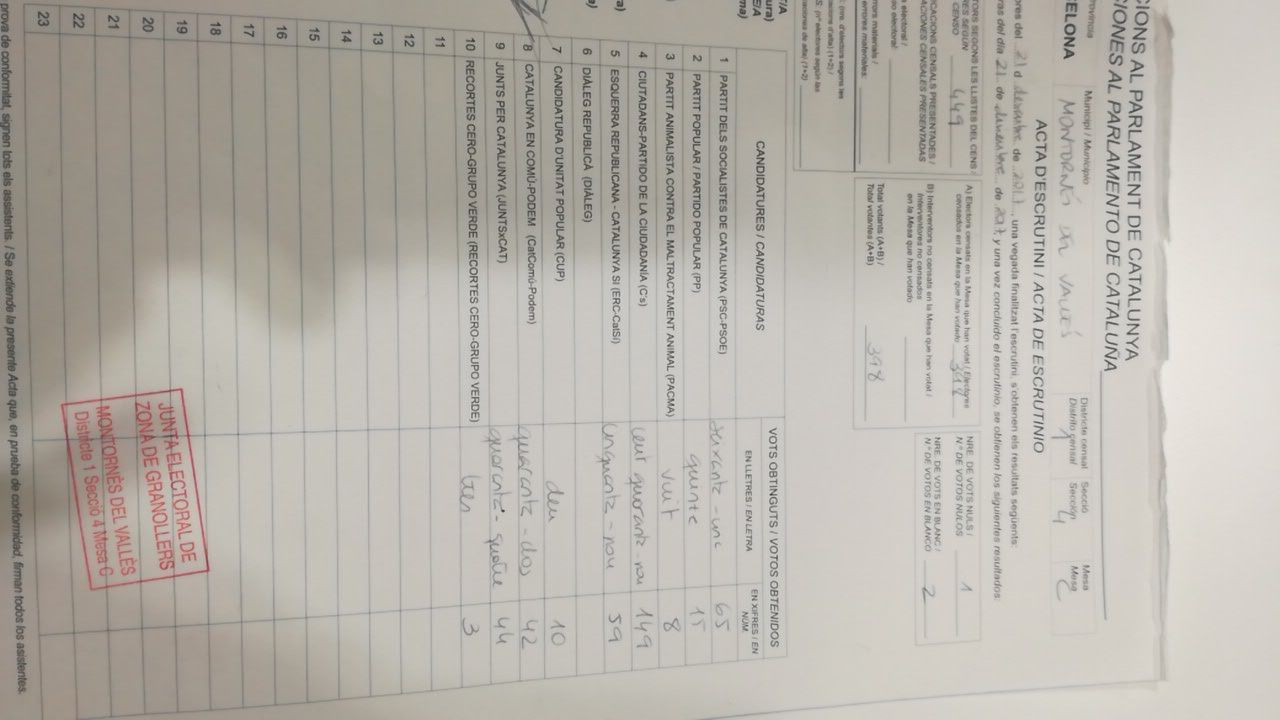 CIONS AL PARLAMENT DE CATALUNYA
CIONES AL PARLAMENTO DE CATALUÑA
Provincia
CELONA
Municipi / Municipio
MONTORNÈS DEL VALLÈS
Districte censal
Distrito censal
1
Secció
Sección
4
Mesa
Mesa
C
ACTA D'ESCRUTINI / ACTA DE ESCRUTINIO
ores del 21 d desembre de 2017, una vegada finalitzat l'escrutini, s'obtenen els resultats següents:
oras del día 21 de de 2017 y una vez concluido el escrutinio, se obtienen los siguientes resultados:
TORS SEGONS LES LLISTES DEL CENS /
RES SEGÚN
CENSO 449
ICACIONS CENSALS PRESENTADES /
ACIONES CENSALES PRESENTADAS
a electoral /
so electoral:
rrors materials /
errores materiales:
A) Electors censats en la Mesa que han votat / Electores
censados en la Mesa que han votado 398
B) Interventors no censats en la Mesa que han votat /
Interventores no censados
en la Mesa que han votado
Total votants (A+B) /
Total votantes (A+B) 398
NRE. DE VOTS NULS /
Nº DE VOTOS NULOS 1
NRE. DE VOTS EN BLANC /
Nº DE VOTOS EN BLANCO 2
CANDIDATURES / CANDIDATURAS
VOTS OBTINGUTS / VOTOS OBTENIDOS
EN LLETRES / EN LETRA
EN XIFRES / EN NÚM.
1 PARTIT DELS SOCIALISTES DE CATALUNYA (PSC-PSOE) 65
2 PARTIT POPULAR / PARTIDO POPULAR (PP) quinze 15
3 PARTIT ANIMALISTA CONTRA EL MALTRACTAMENT ANIMAL (PACMA) vuit 8
4 CIUTADANS-PARTIDO DE LA CIUDADANÍA (C's) cent quaranta-nou 149
5 ESQUERRA REPUBLICANA - CATALUNYA SÍ (ERC-CatSí) cinquanta-nou 59
6 DIÀLEG REPUBLICÀ (DIÀLEG)
7 CANDIDATURA D'UNITAT POPULAR (CUP) deu 10
8 CATALUNYA EN COMÚ-PODEM (CatComú-Podem) quaranta-dos 42
9 JUNTS PER CATALUNYA (JUNTSxCAT) quaranta-quatre 44
10 RECORTES CERO-GRUPO VERDE (RECORTES CERO-GRUPO VERDE) tres 3
11
12
13
14
15
16
17
18
19
20
21
22
23
JUNTA ELECTORAL DE
ZONA DE GRANOLLERS
MONTORNÈS DEL VALLÈS
Districte 1 Secció 4 Mesa C
prova de conformitat, signen tots els assistents. / Se extiende la presente Acta que, en prueba de conformidad, firman todos los asistentes.